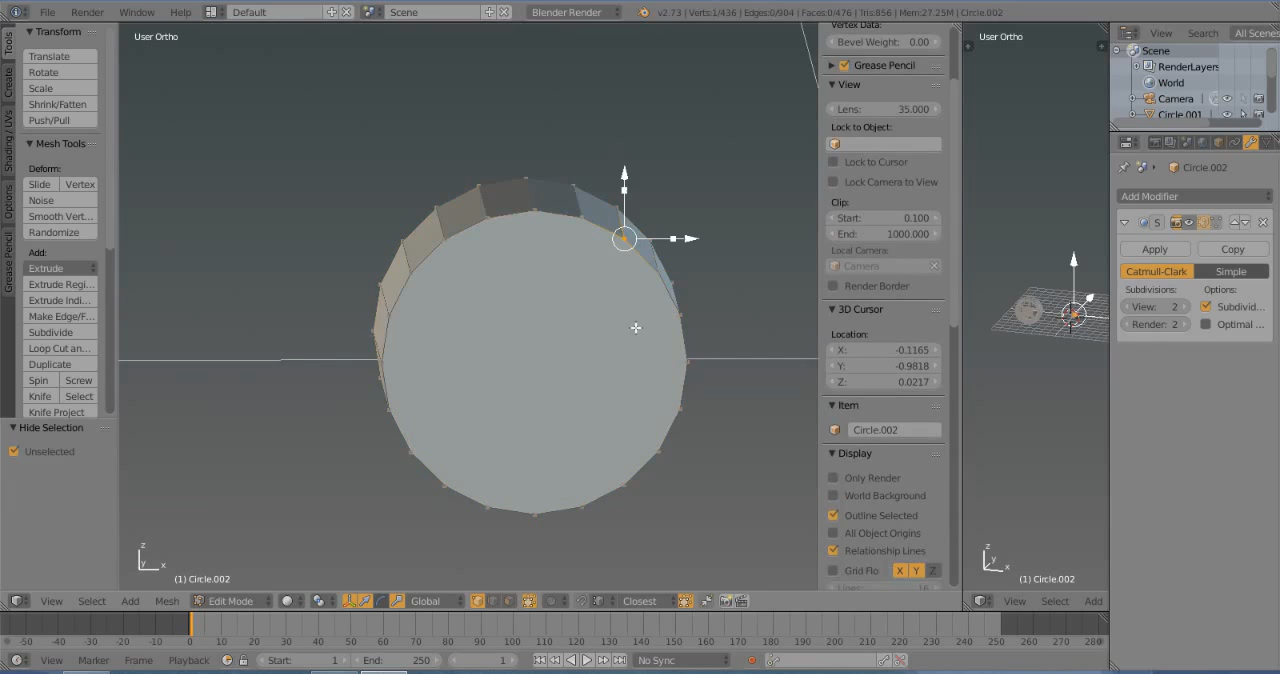 File Render Window Help Default Scene Blender Render v2.73 | Verts:1/436 | Edges:0/904 | Faces:0/476 | Tris:856 | Mem:27.25M | Circle.002
Tools
Create
Shading / UVs
Options
Grease Pencil
Transform
Translate
Rotate
Scale
Shrink/Fatten
Push/Pull
Mesh Tools
Deform:
Slide Vertex
Noise
Smooth Vert...
Randomize
Add:
Extrude
Extrude Regi...
Extrude Indi...
Make Edge/F...
Subdivide
Loop Cut an...
Duplicate
Spin Screw
Knife Select
Knife Project
Hide Selection
Unselected
User Ortho
z
y x
(1) Circle.002
Vertex Data:
Bevel Weight: 0.00
Grease Pencil
View
Lens: 35.000
Lock to Object:
Lock to Cursor
Lock Camera to View
Clip:
Start: 0.100
End: 1000.000
Local Camera:
Camera
Render Border
3D Cursor
Location:
X: -0.1165
Y: -0.9818
Z: 0.0217
Item
Circle.002
Display
Only Render
World Background
Outline Selected
All Object Origins
Relationship Lines
Grid Flo X Y Z
User Ortho
z
y x
(1) Circle.002
View Search All Scenes
Scene
RenderLayers
World
Camera
Circle.001
Circle.002
Add Modifier
S
Apply Copy
Catmull-Clark Simple
Subdivisions: Options:
View: 2 Subdivid...
Render: 2 Optimal ...
View Select Add Mesh Edit Mode Global Closest
View Select Add
-50 -40 -30 -20 -10 0 10 20 30 40 50 60 70 80 90 100 110 120 130 140 150 160 170 180 190 200 210 220 230 240 250 260 270 280
View Marker Frame Playback Start: 1 End: 250 1 No Sync